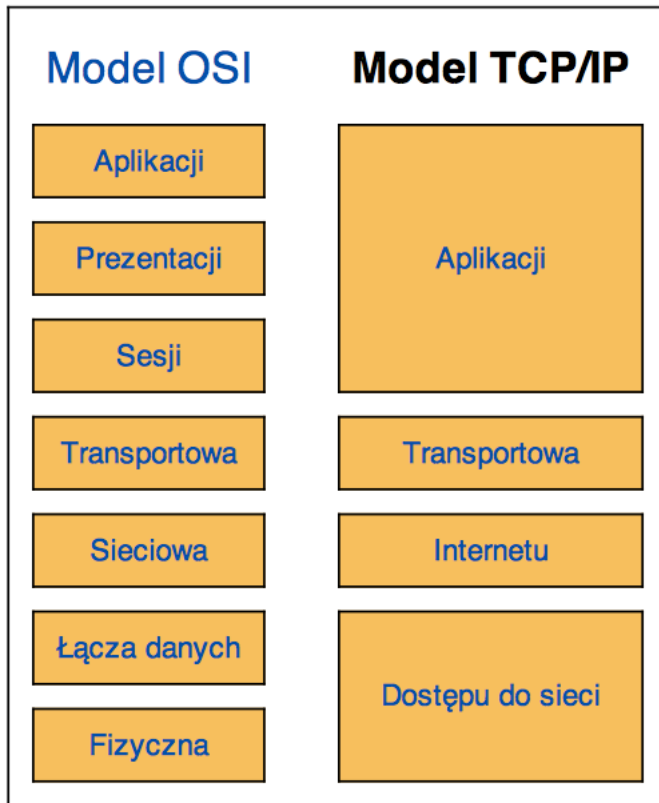 Model OSI
Model TCP/IP
Aplikacji
Prezentacji
Sesji
Transportowa
Sieciowa
Łącza danych
Fizyczna
Aplikacji
Transportowa
Internetu
Dostępu do sieci